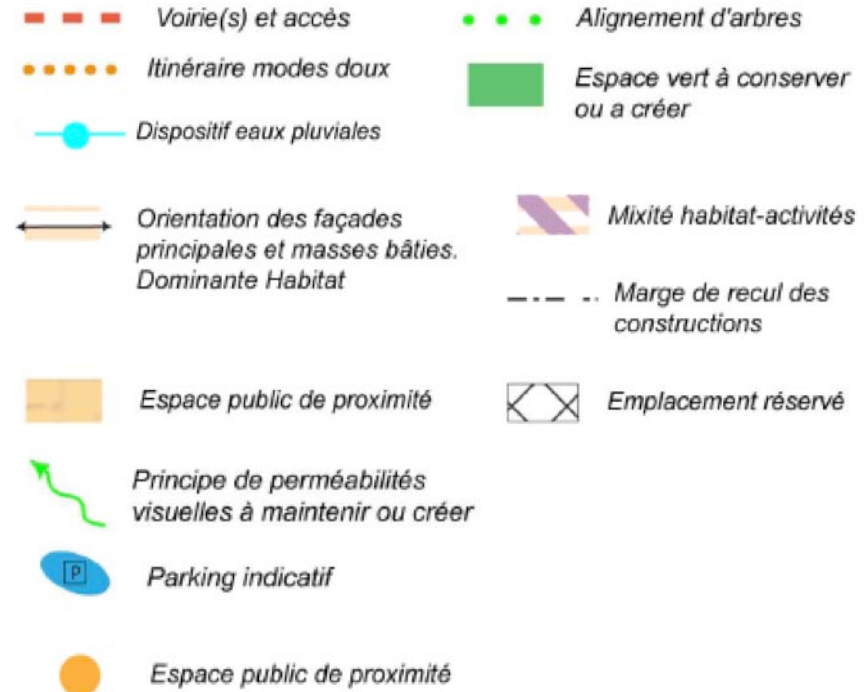 Voirie(s) et accès
Itinéraire modes doux
Dispositif eaux pluviales
Orientation des façades
principales et masses bâties.
Dominante Habitat
Espace public de proximité
Principe de perméabilités
visuelles à maintenir ou créer
P
Parking indicatif
Espace public de proximité
Alignement d'arbres
Espace vert à conserver
ou a créer
Mixité habitat-activités
Marge de recul des
constructions
Emplacement réservé